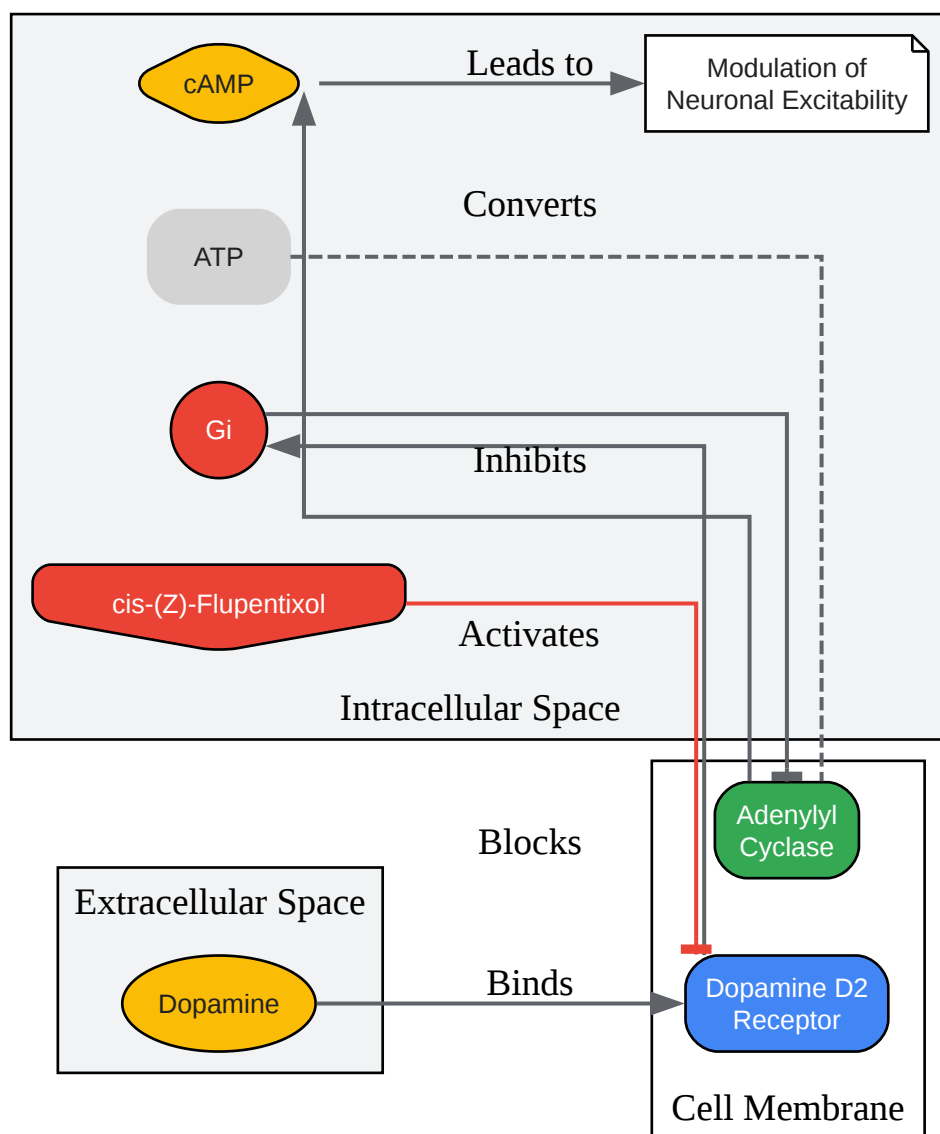 cAMP
Leads to
Modulation of
Neuronal Excitability
Converts
ATP
Gi
Inhibits
cis-(Z)-Flupentixol
Activates
Intracellular Space
Adenylyl
Cyclase
Blocks
Extracellular Space
Dopamine
Binds
Dopamine D2
Receptor
Cell Membrane